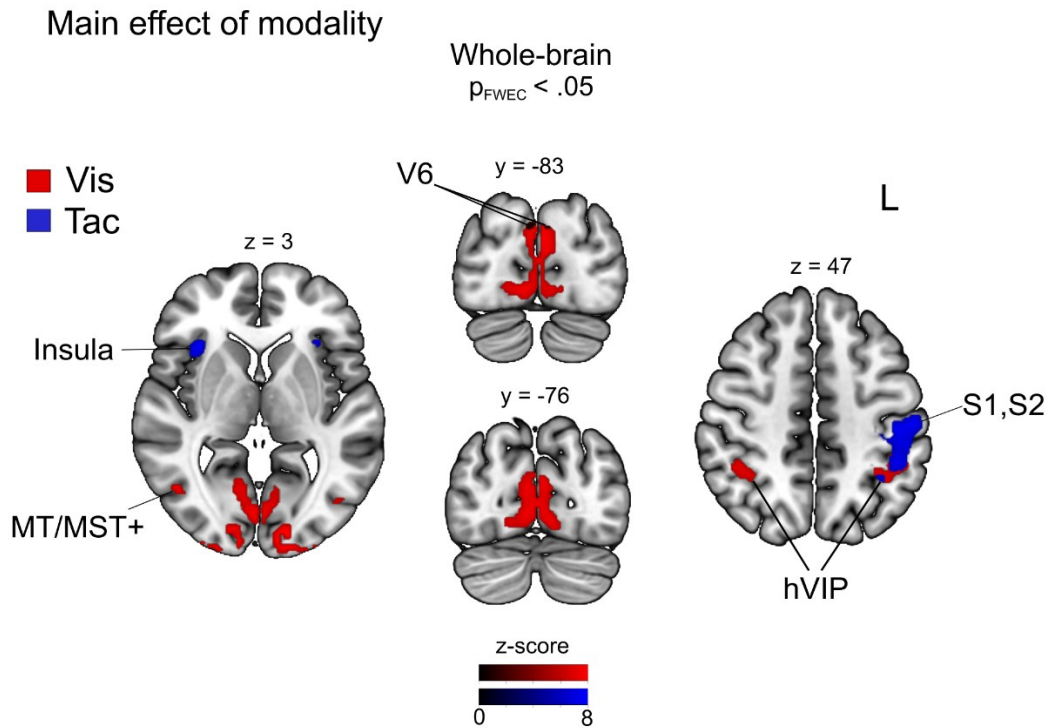 Main effect of modality
Whole-brain
pFWEC < .05
Vis
Tac
V6
y = -83
L
z = 3
z = 47
Insula
y = -76
S1,S2
MT/MST+
hVIP
z-score
0 8